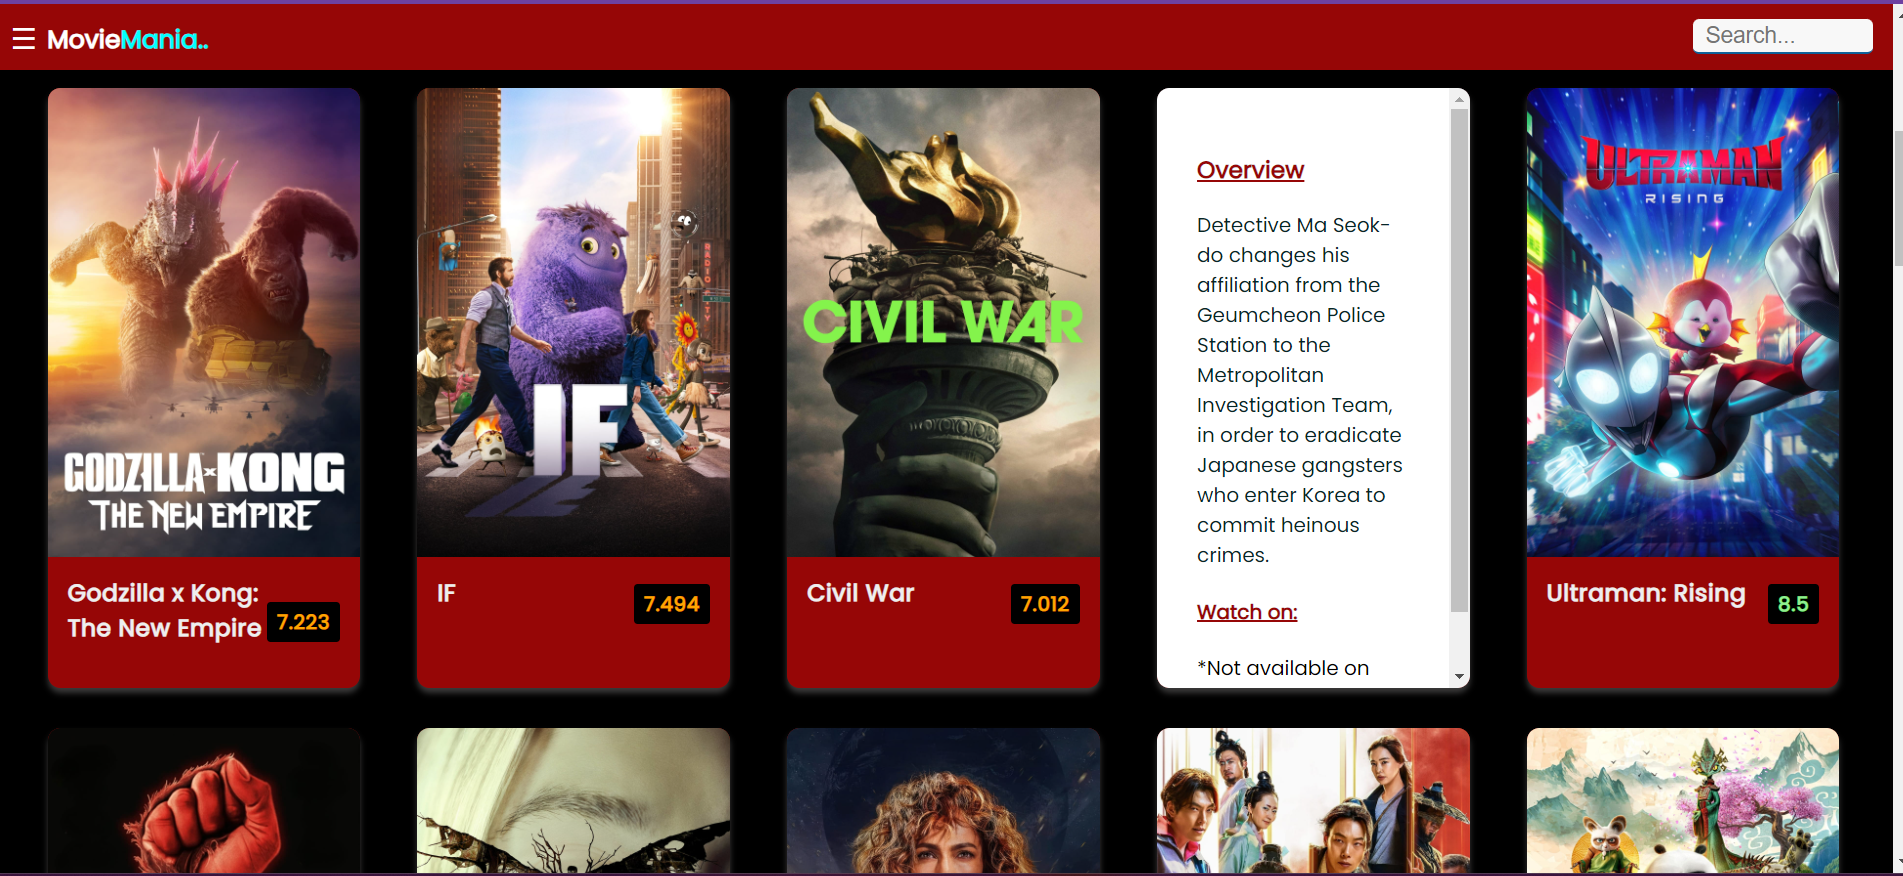 ☰ MovieMania..
Search...
GODZILLA x KONG
THE NEW EMPIRE
Godzilla x Kong:
The New Empire
7.223
RADIO CITY
IF
IF
7.494
CIVIL WAR
Civil War
7.012
Overview
Detective Ma Seok-
do changes his
affiliation from the
Geumcheon Police
Station to the
Metropolitan
Investigation Team,
in order to eradicate
Japanese gangsters
who enter Korea to
commit heinous
crimes.
Watch on:
*Not available on
ULTRAMAN
RISING
Ultraman: Rising
8.5